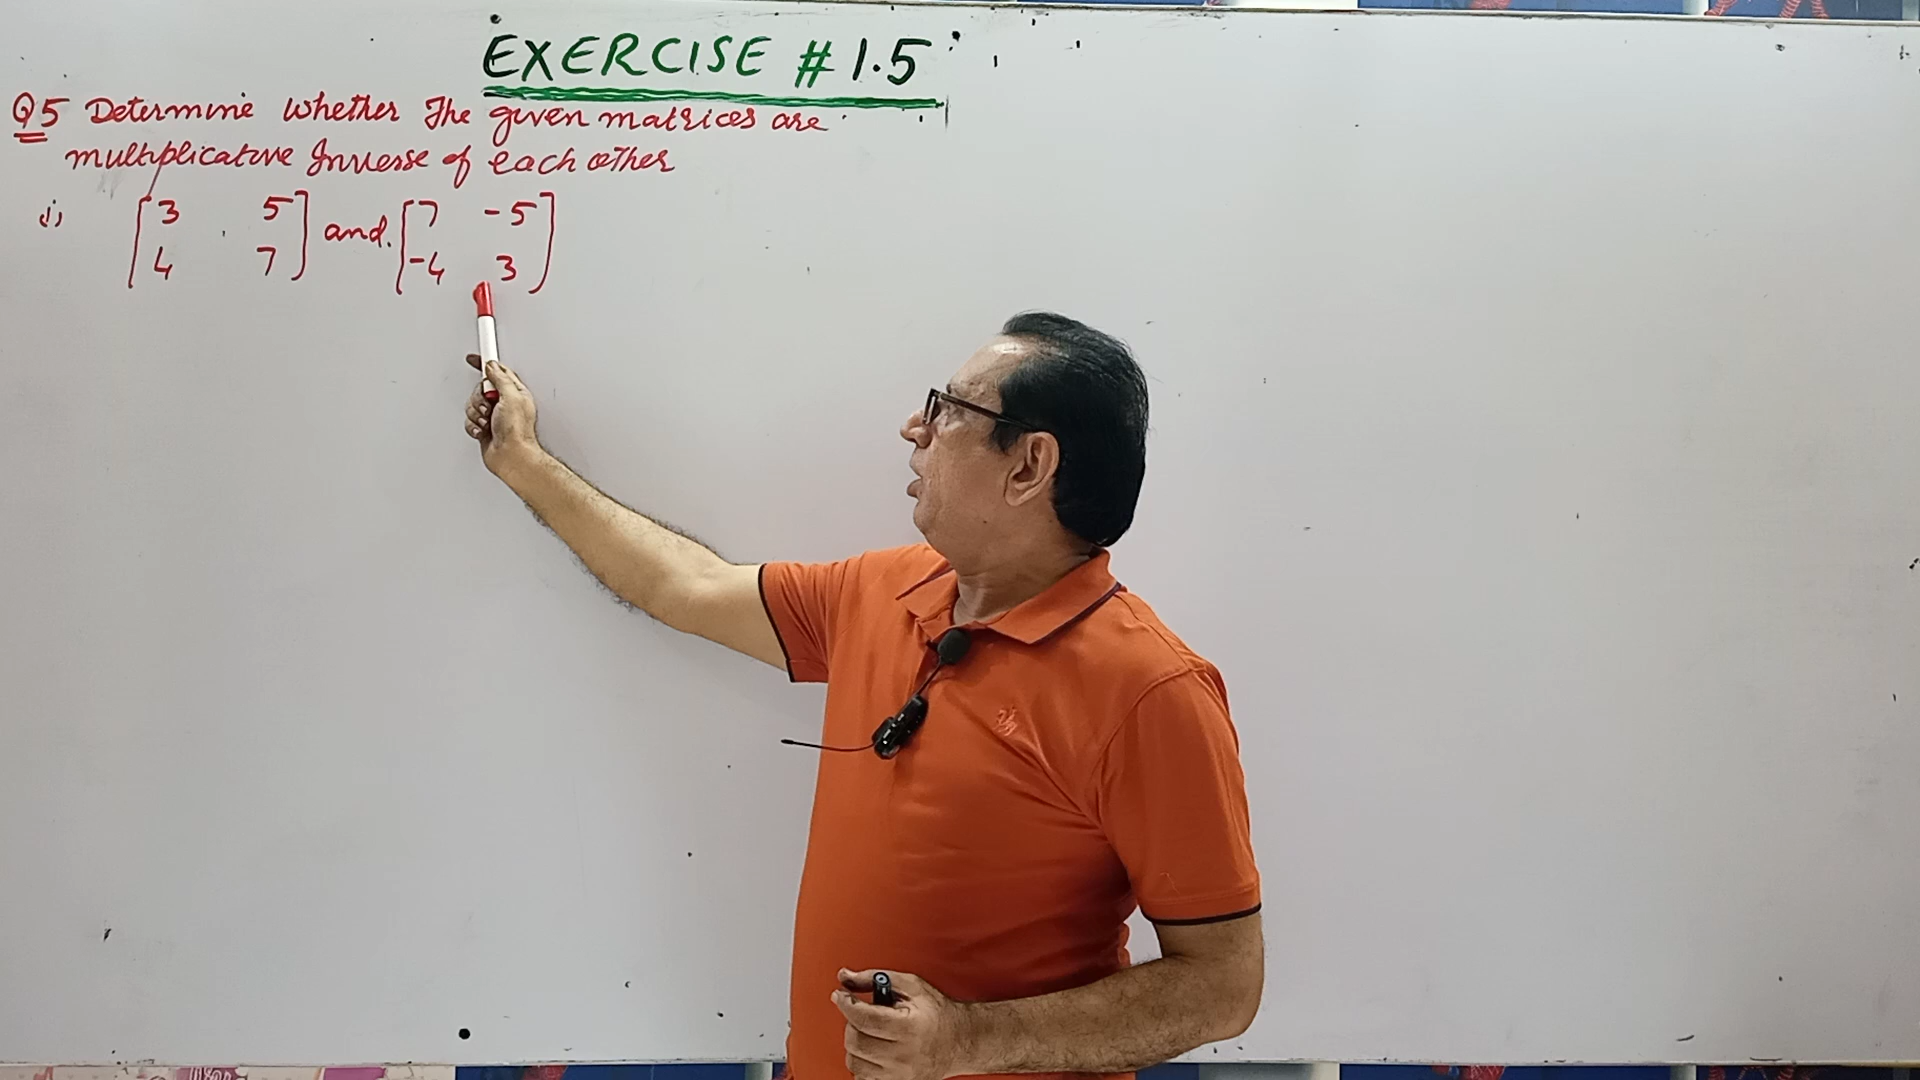 EXERCISE # 1.5
Q5 Determine whether The given matrices are
multiplicative Inverse of each other
i) [3 5] and [7 -5]
[4 7] [-4 3]